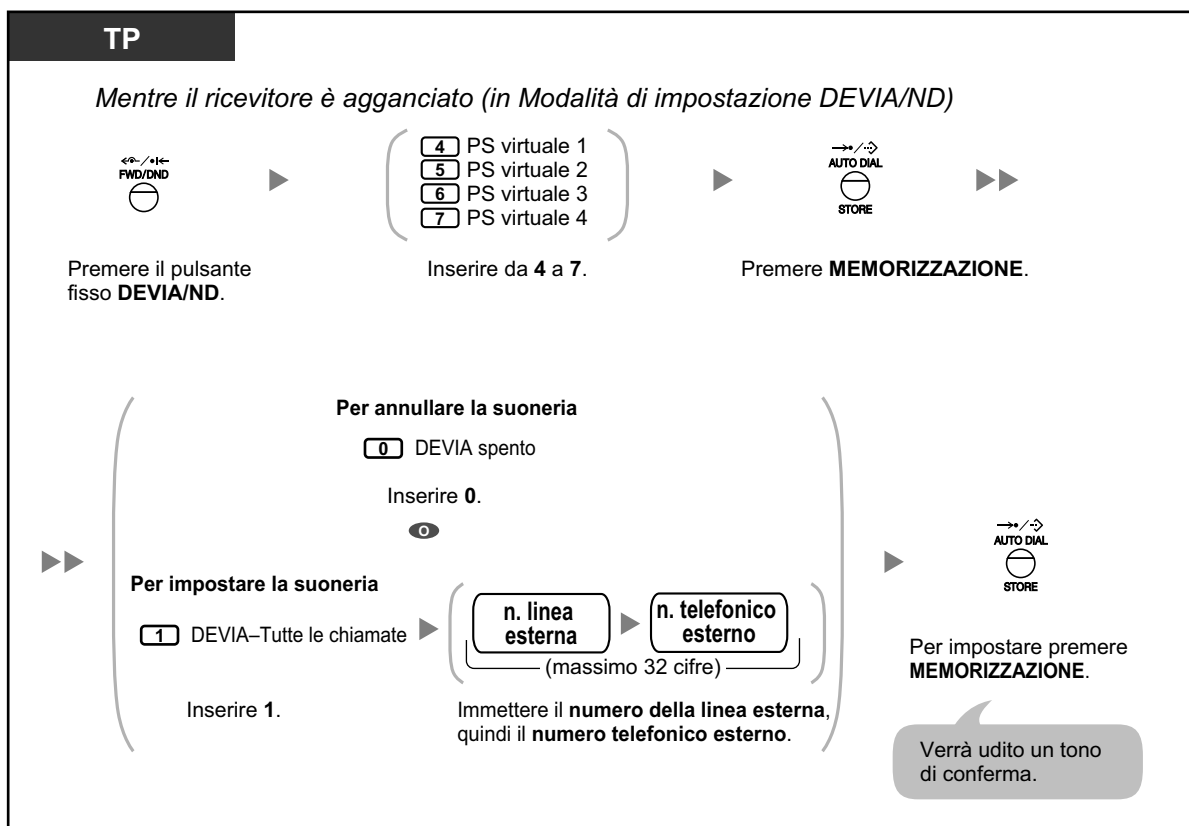 TP
Mentre il ricevitore è agganciato (in Modalità di impostazione DEVIA/ND)
FWD/DND
4 PS virtuale 1
5 PS virtuale 2
6 PS virtuale 3
7 PS virtuale 4
AUTO DIAL
STORE
Premere il pulsante
fisso DEVIA/ND.
Inserire da 4 a 7.
Premere MEMORIZZAZIONE.
Per annullare la suoneria
0 DEVIA spento
Inserire 0.
O
Per impostare la suoneria
1 DEVIA–Tutte le chiamate
n. linea
esterna
n. telefonico
esterno
(massimo 32 cifre)
Inserire 1.
Immettere il numero della linea esterna,
quindi il numero telefonico esterno.
AUTO DIAL
STORE
Per impostare premere
MEMORIZZAZIONE.
Verrà udito un tono
di conferma.